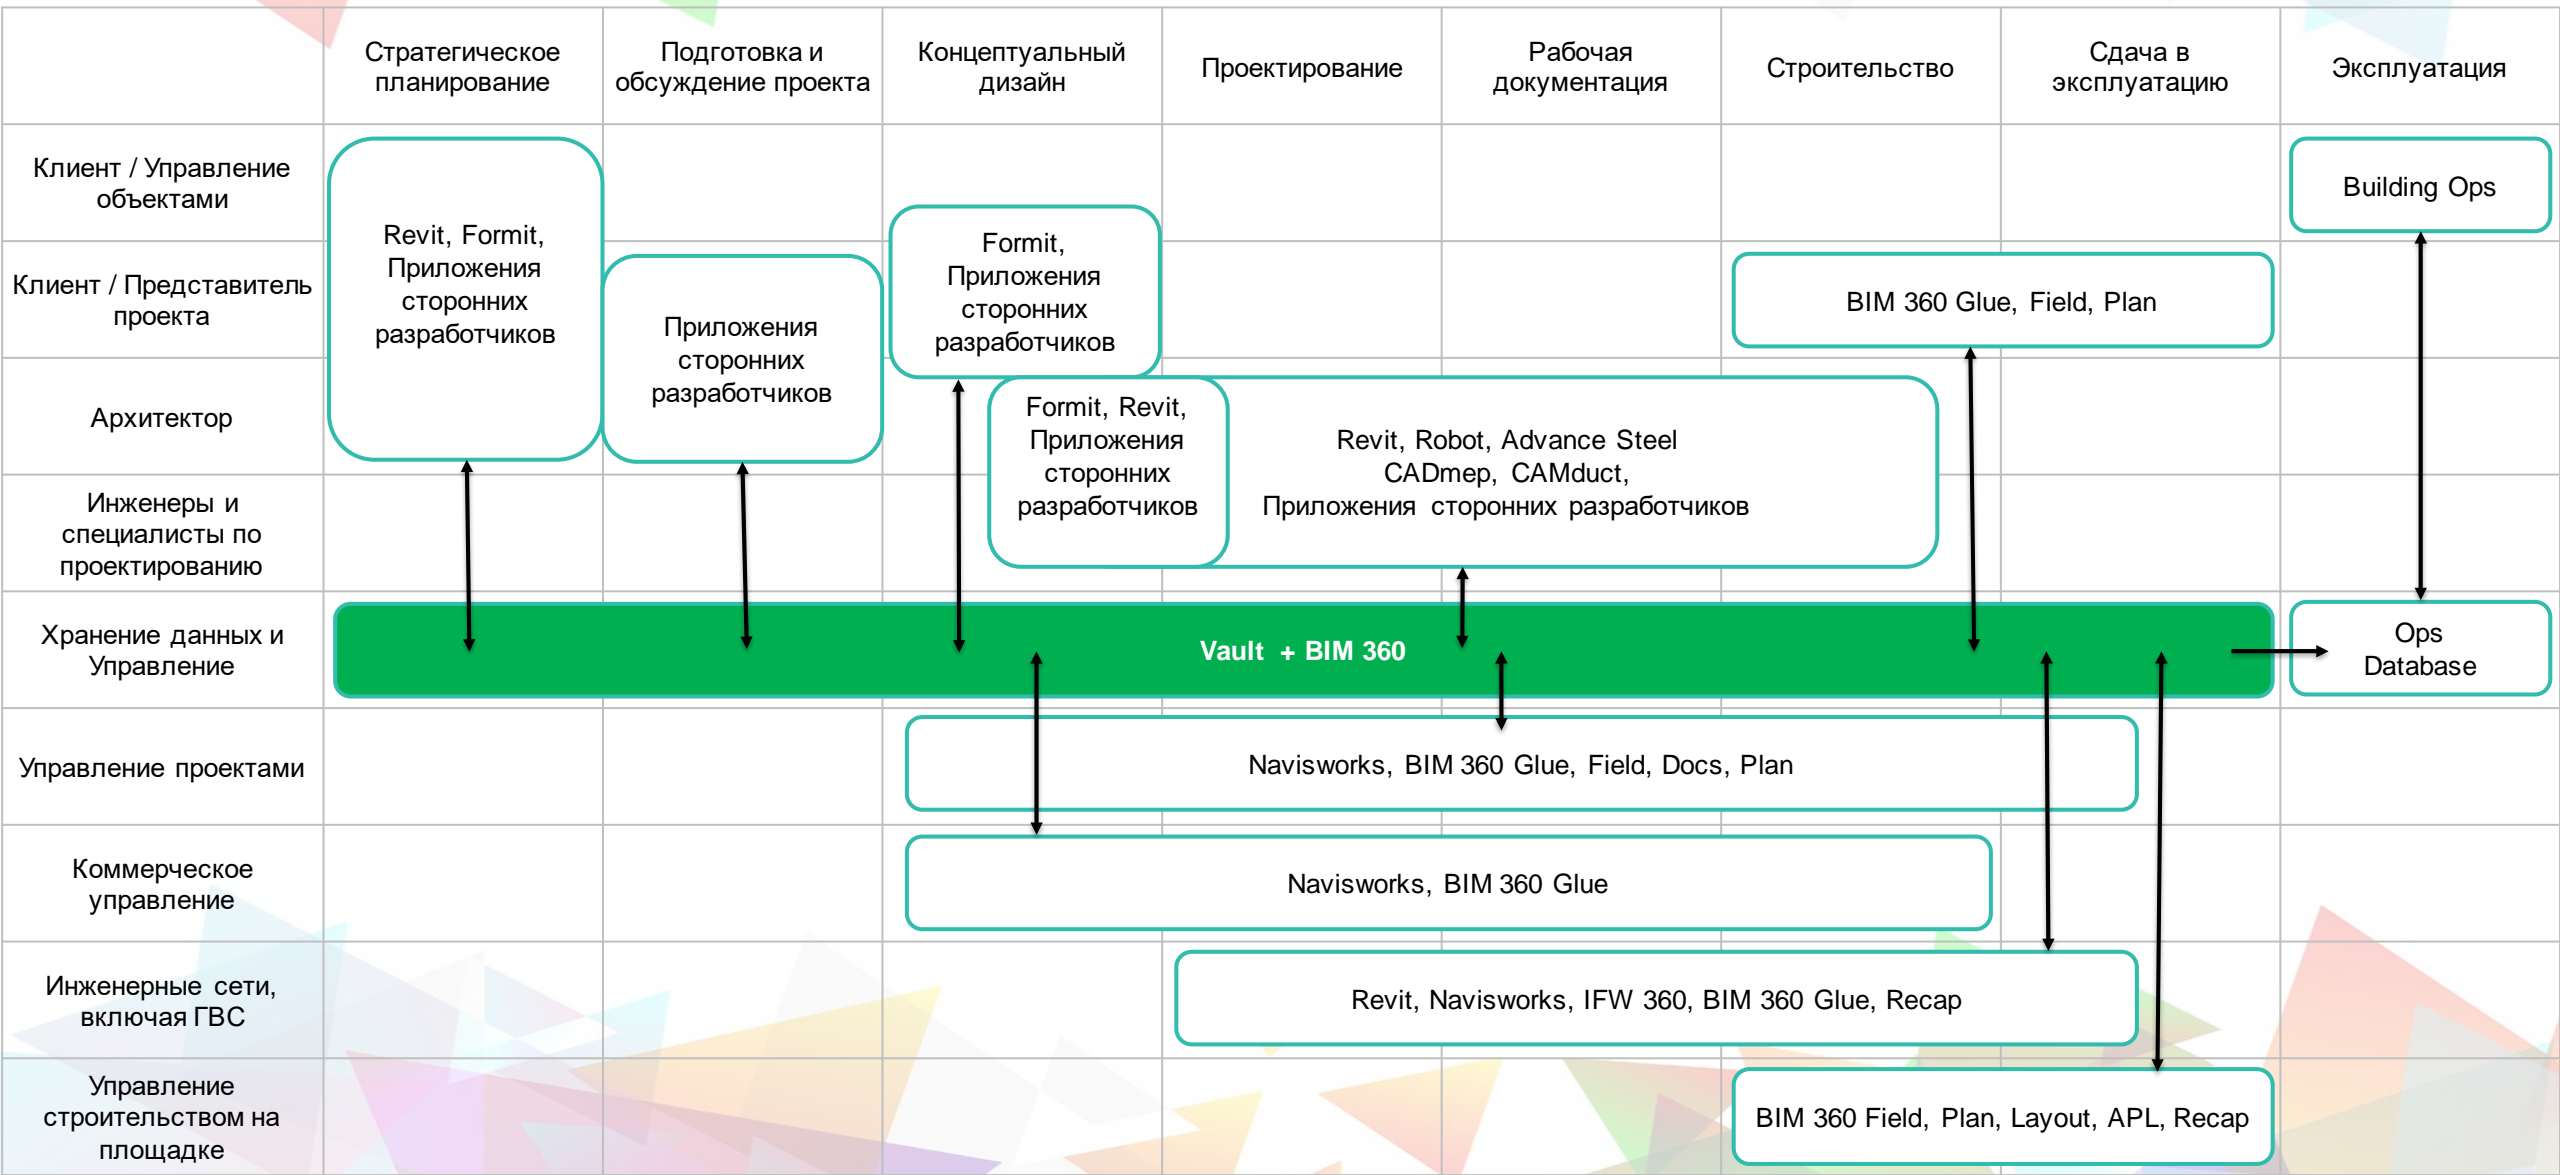 Стратегическое
планирование
Подготовка и
обсуждение проекта
Концептуальный
дизайн
Проектирование
Рабочая
документация
Строительство
Сдача в
эксплуатацию
Эксплуатация
Клиент / Управление
объектами
Клиент / Представитель
проекта
Архитектор
Инженеры и
специалисты по
проектированию
Хранение данных и
Управление
Управление проектами
Коммерческое
управление
Инженерные сети,
включая ГВС
Управление
строительством на
площадке
Revit, Formit,
Приложения
сторонних
разработчиков
Приложения
сторонних
разработчиков
Formit,
Приложения
сторонних
разработчиков
Formit, Revit,
Приложения
сторонних
разработчиков
Revit, Robot, Advance Steel
CADmep, CAMduct,
Приложения сторонних разработчиков
BIM 360 Glue, Field, Plan
Building Ops
Vault + BIM 360
Ops
Database
Navisworks, BIM 360 Glue, Field, Docs, Plan
Navisworks, BIM 360 Glue
Revit, Navisworks, IFW 360, BIM 360 Glue, Recap
BIM 360 Field, Plan, Layout, APL, Recap